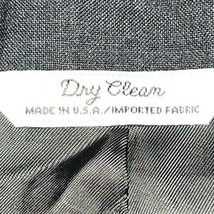 Dry Clean
MADE IN U.S.A./IMPORTED FABRIC